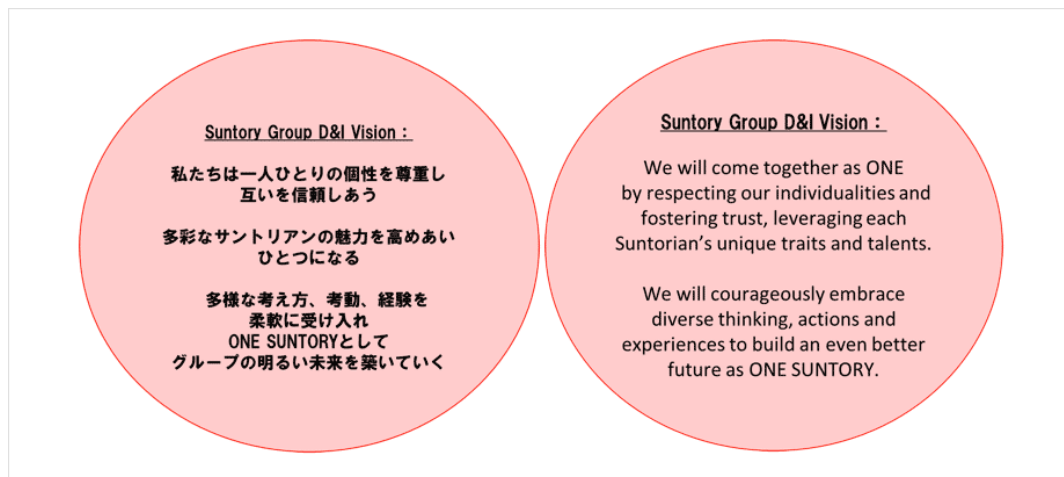 Suntory Group D&I Vision：
私たちは一人ひとりの個性を尊重し
互いを信頼しあう
多彩なサントリアンの魅力を高めあい
ひとつになる
多様な考え方、考動、経験を
柔軟に受け入れ
ONE SUNTORYとして
グループの明るい未来を築いていく
Suntory Group D&I Vision：
We will come together as ONE
by respecting our individualities and
fostering trust, leveraging each
Suntorian’s unique traits and talents.
We will courageously embrace
diverse thinking, actions and
experiences to build an even better
future as ONE SUNTORY.